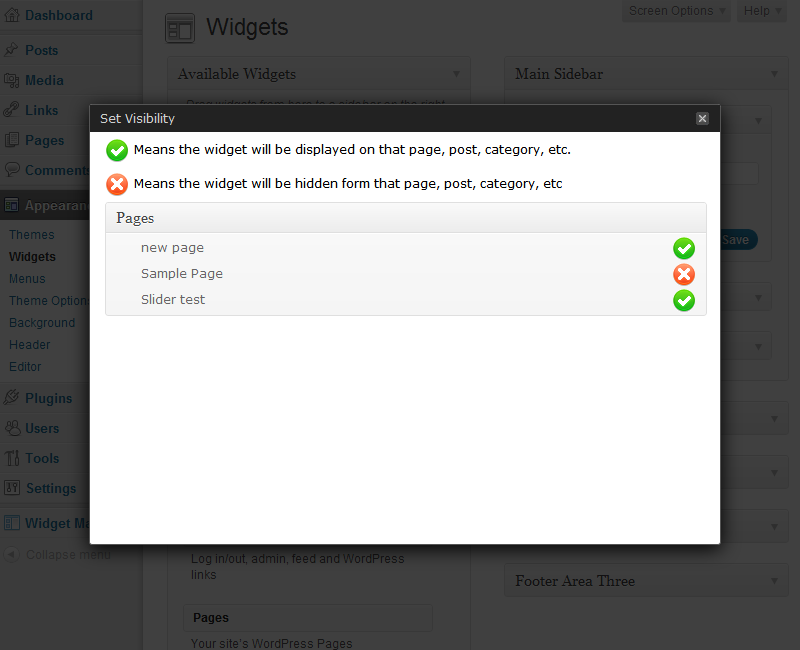 Dashboard
Posts
Media
Links
Pages
Comments
Appearan
Themes
Widgets
Menus
Theme Option
Background
Header
Editor
Plugins
Users
Tools
Settings
Widget Ma
Collapse menu
Screen Options
Help
Widgets
Available Widgets
Main Sidebar
Drag widgets from here to a sidebar on the right
Set Visibility
Means the widget will be displayed on that page, post, category, etc.
Means the widget will be hidden form that page, post, category, etc
Pages
new page
Sample Page
Slider test
Save
Log in/out, admin, feed and WordPress
links
Pages
Your site's WordPress Pages
Footer Area Three